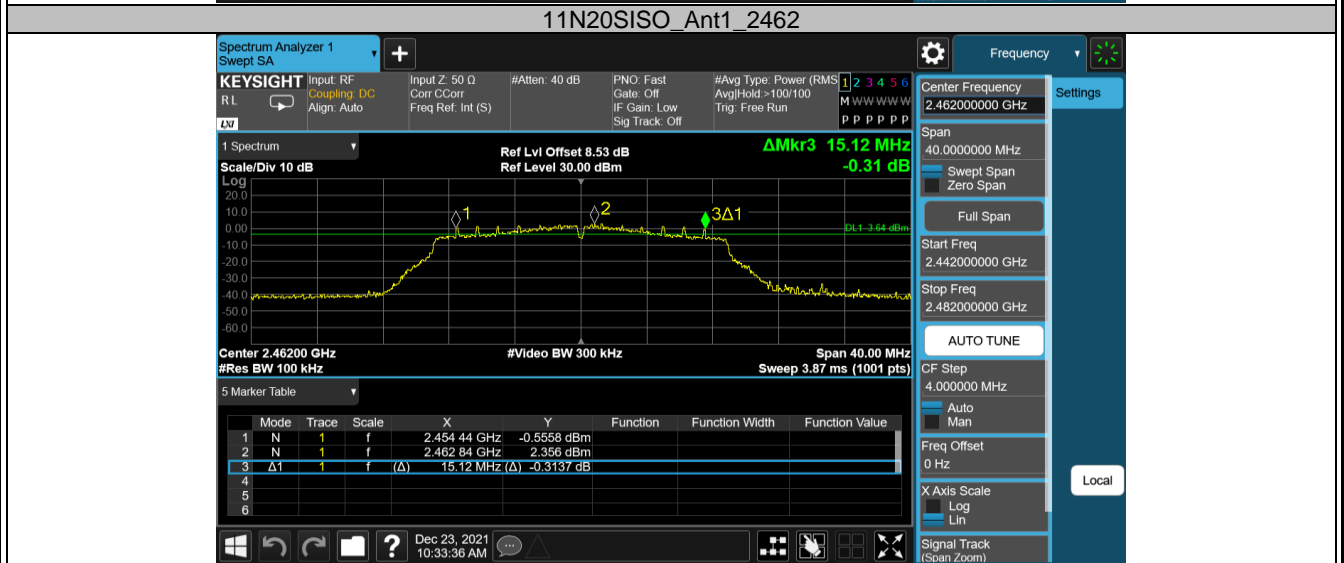 11N20SISO_Ant1_2462
Spectrum Analyzer 1
Swept SA
+
Frequency
KEYSIGHT
R L
LXI
Input: RF
Coupling: DC
Align: Auto
Input Z: 50 Ω
Corr CCorr
Freq Ref: Int (S)
#Atten: 40 dB
PNO: Fast
Gate: Off
IF Gain: Low
Sig Track: Off
#Avg Type: Power (RMS
Avg|Hold:>100/100
Trig: Free Run
1 2 3 4 5 6
M W W W W W
P P P P P P
Center Frequency
2.462000000 GHz
Settings
Span
40.0000000 MHz
Swept Span
Zero Span
Full Span
Start Freq
2.442000000 GHz
Stop Freq
2.482000000 GHz
AUTO TUNE
CF Step
4.000000 MHz
Auto
Man
Freq Offset
0 Hz
X Axis Scale
Log
Lin
Signal Track
(Span Zoom)
Local
1 Spectrum
Scale/Div 10 dB
Ref Lvl Offset 8.53 dB
Ref Level 30.00 dBm
ΔMkr3 15.12 MHz
-0.31 dB
Log
20.0
10.0
0.00
-10.0
-20.0
-30.0
-40.0
-50.0
-60.0
1
2
3Δ1
DL1 -3.64 dBm
Center 2.46200 GHz
#Video BW 300 kHz
Span 40.00 MHz
#Res BW 100 kHz
Sweep 3.87 ms (1001 pts)
5 Marker Table
Mode Trace Scale X Y Function Function Width Function Value
1 N 1 f 2.454 44 GHz -0.5558 dBm
2 N 1 f 2.462 84 GHz 2.356 dBm
3 Δ1 1 f (Δ) 15.12 MHz (Δ) -0.3137 dB
4
5
6
?
Dec 23, 2021
10:33:36 AM